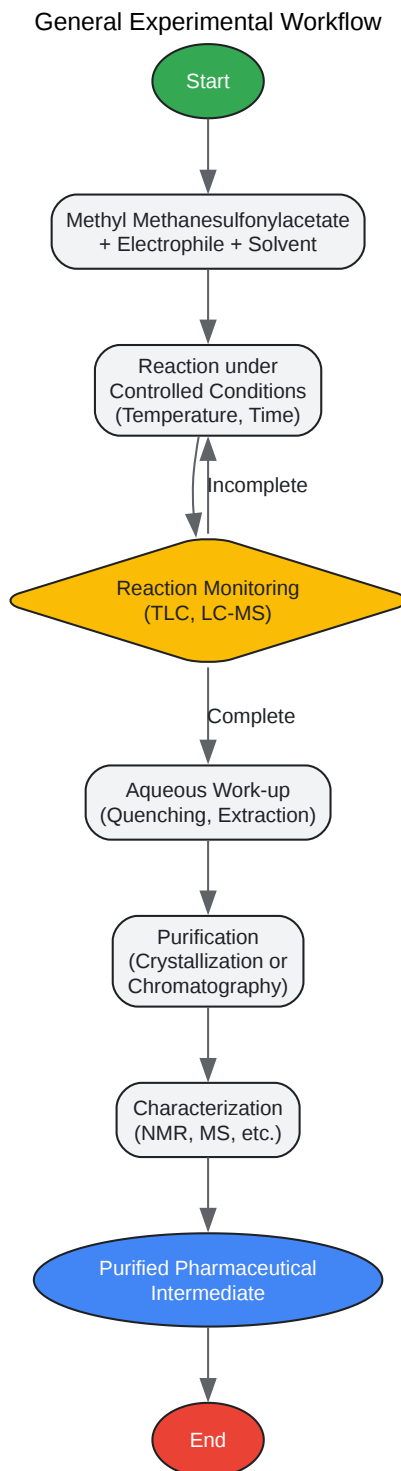 General Experimental Workflow
Start
Methyl Methanesulfonylacetate
+ Electrophile + Solvent
Reaction under
Controlled Conditions
(Temperature, Time)
Incomplete
Reaction Monitoring
(TLC, LC-MS)
Complete
Aqueous Work-up
(Quenching, Extraction)
Purification
(Crystallization or
Chromatography)
Characterization
(NMR, MS, etc.)
Purified Pharmaceutical
Intermediate
End